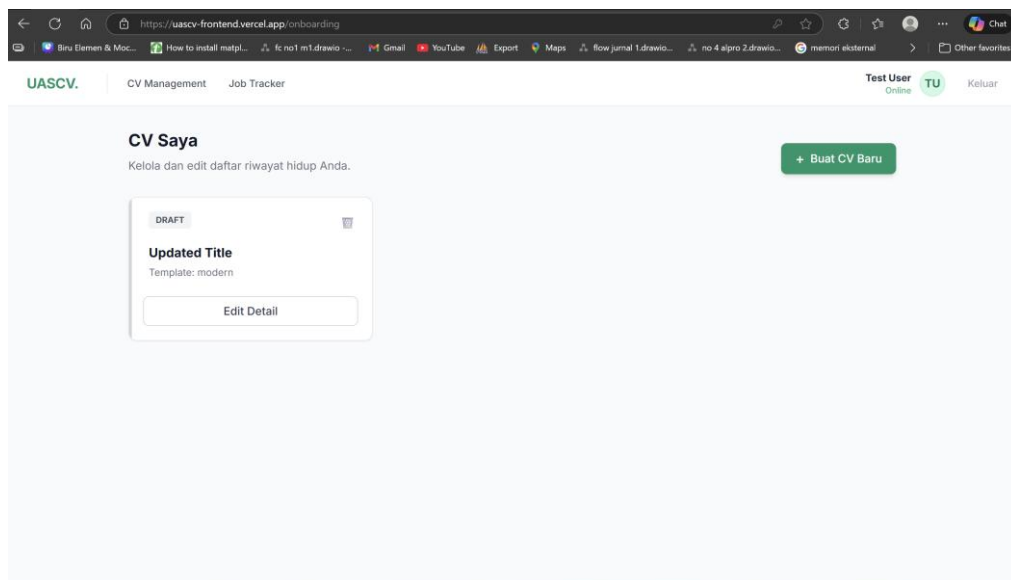 https://uascv-frontend.vercel.app/onboarding
Chat
Biru Elemen & Moc...
How to install matpl...
fc no1 m1.drawio -...
Gmail
YouTube
Export
Maps
flow jurnal 1.drawio...
no 4 alpro 2.drawio...
memori eksternal
Other favorites
UASCV.
CV Management
Job Tracker
Test User
Online
TU
Keluar
CV Saya
Kelola dan edit daftar riwayat hidup Anda.
+ Buat CV Baru
DRAFT
Updated Title
Template: modern
Edit Detail